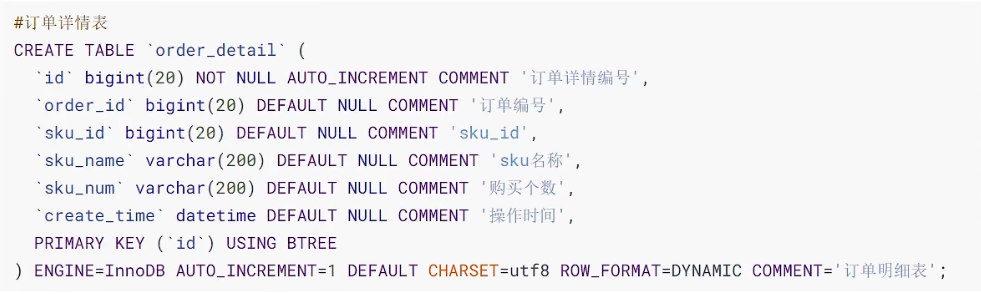 #订单详情表
CREATE TABLE `order_detail` (
  `id` bigint(20) NOT NULL AUTO_INCREMENT COMMENT '订单详情编号',
  `order_id` bigint(20) DEFAULT NULL COMMENT '订单编号',
  `sku_id` bigint(20) DEFAULT NULL COMMENT 'sku_id',
  `sku_name` varchar(200) DEFAULT NULL COMMENT 'sku名称',
  `sku_num` varchar(200) DEFAULT NULL COMMENT '购买个数',
  `create_time` datetime DEFAULT NULL COMMENT '操作时间',
  PRIMARY KEY (`id`) USING BTREE
) ENGINE=InnoDB AUTO_INCREMENT=1 DEFAULT CHARSET=utf8 ROW_FORMAT=DYNAMIC COMMENT='订单明细表';